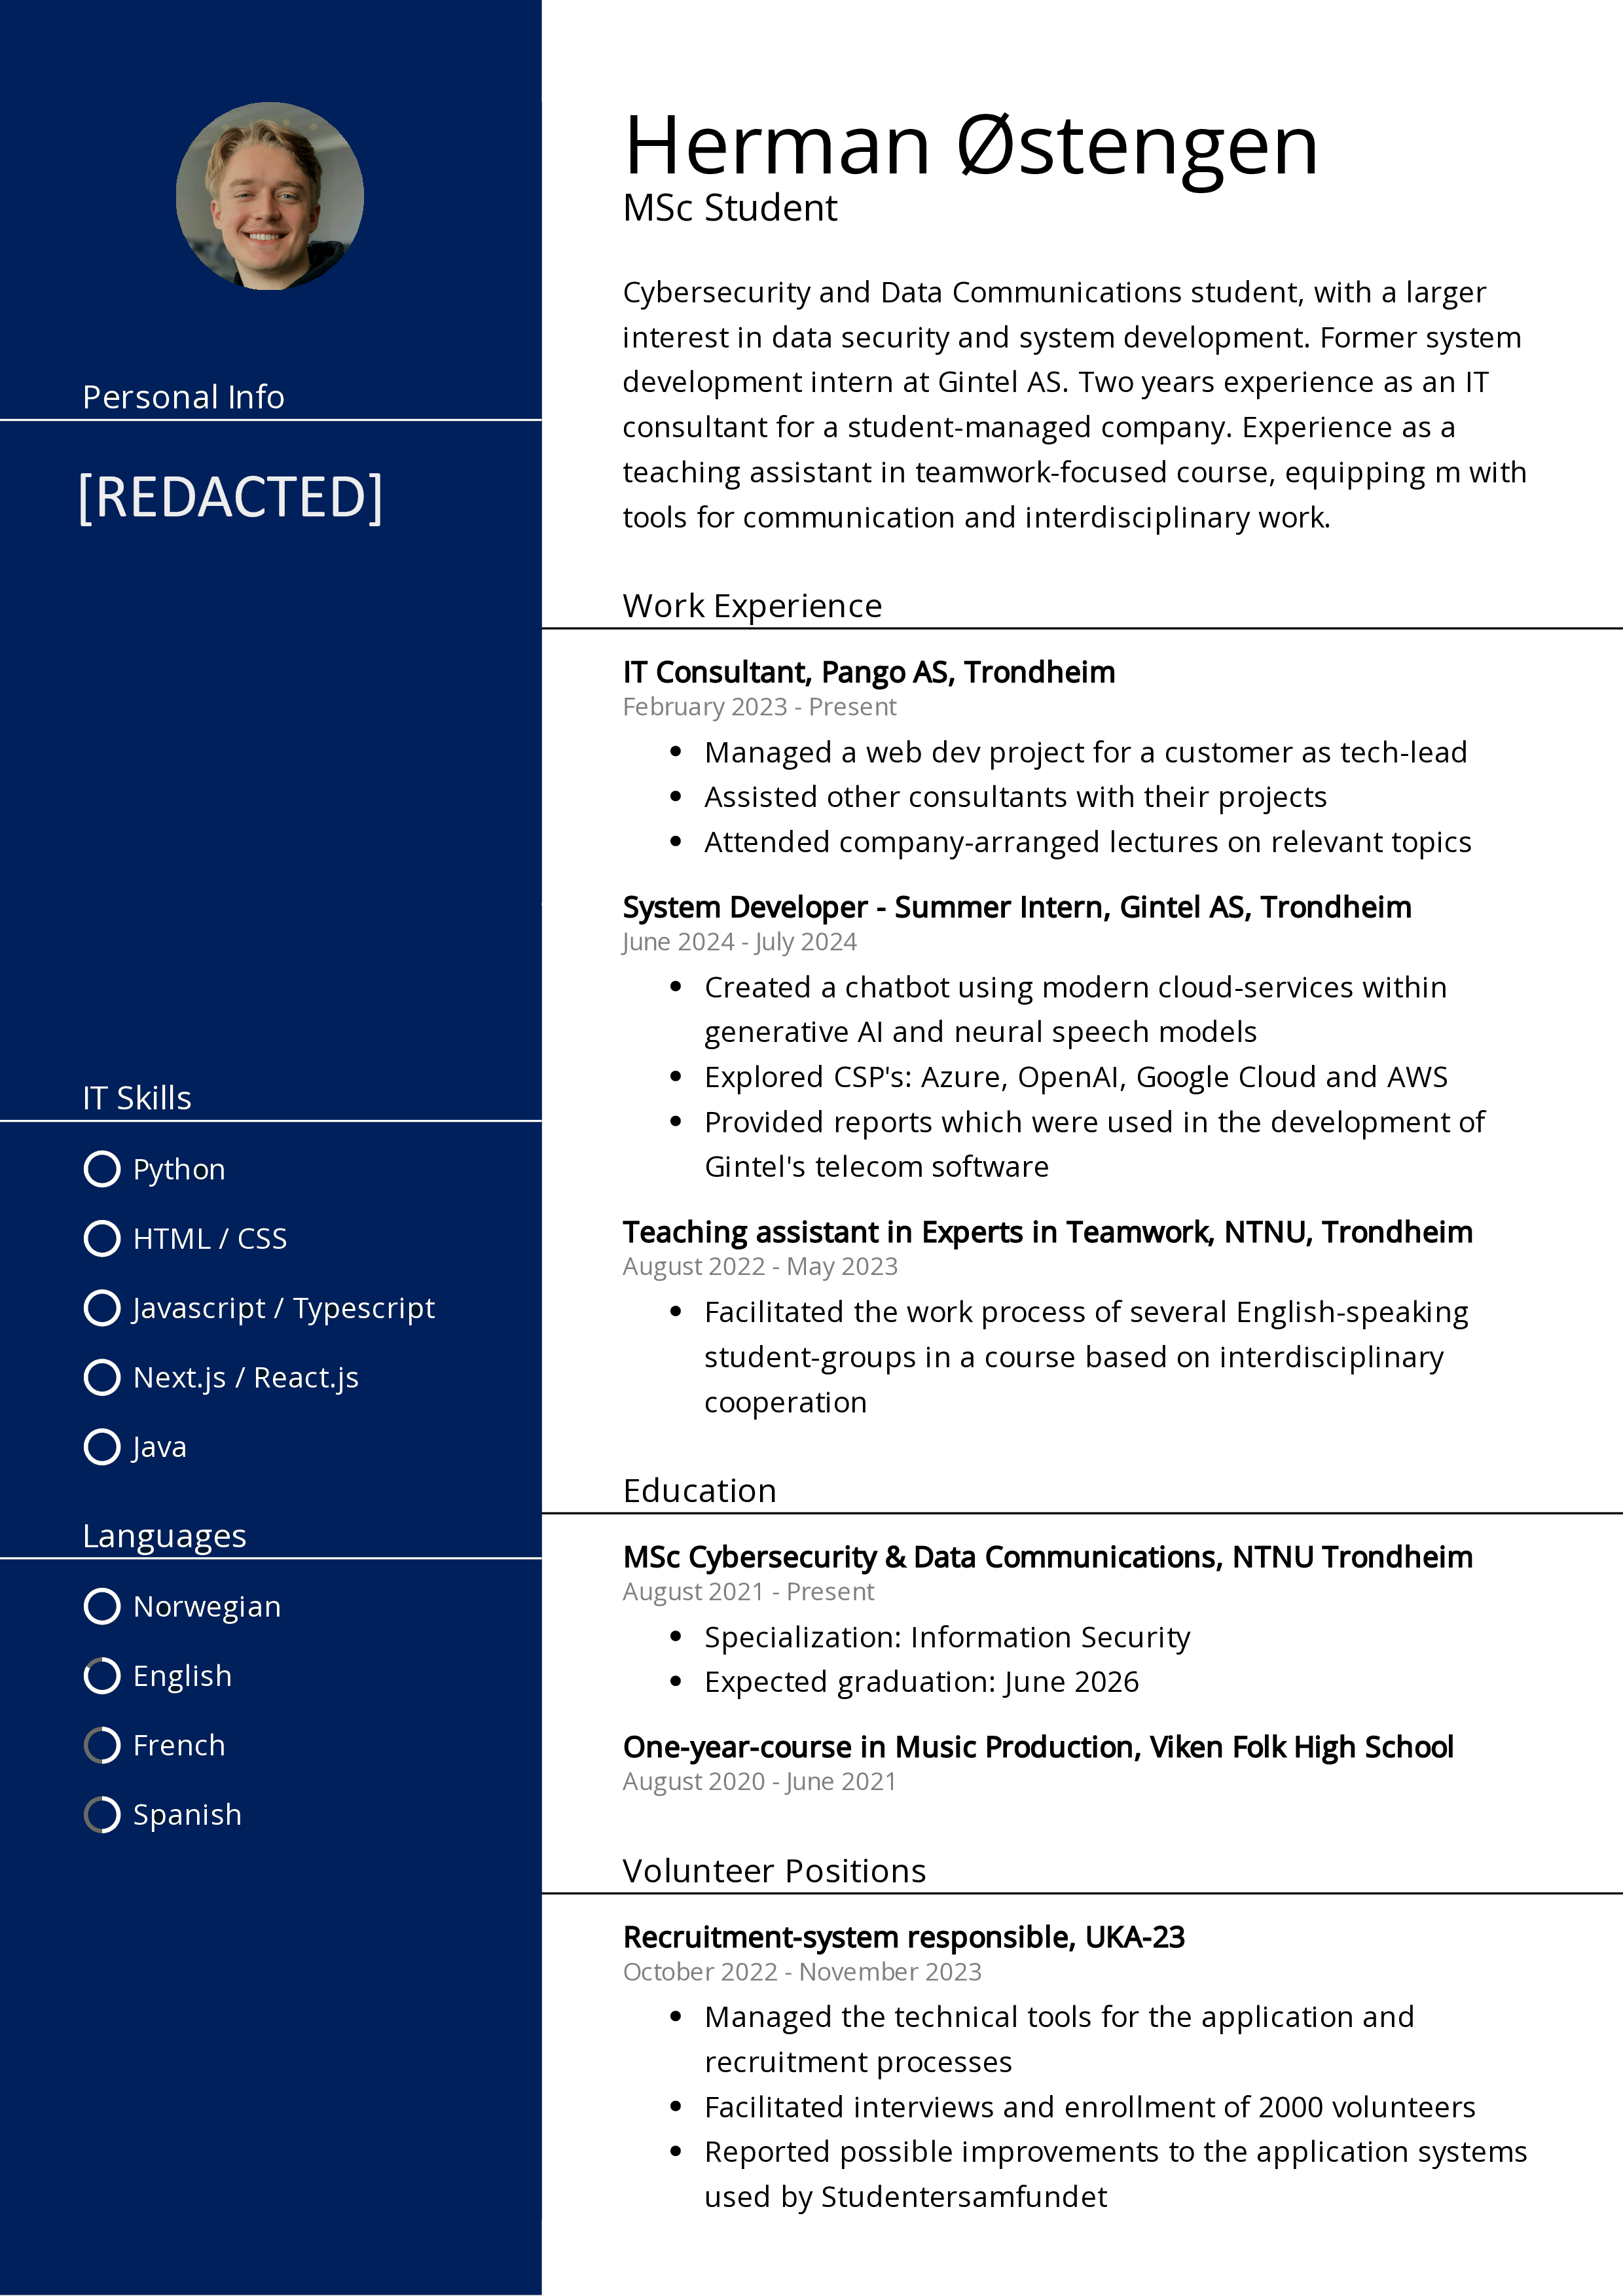 Personal Info
[REDACTED]
IT Skills
Python
HTML / CSS
Javascript / Typescript
Next.js / React.js
Java
Languages
Norwegian
English
French
Spanish
Herman Østengen
MSc Student
Cybersecurity and Data Communications student, with a larger
interest in data security and system development. Former system
development intern at Gintel AS. Two years experience as an IT
consultant for a student-managed company. Experience as a
teaching assistant in teamwork-focused course, equipping m with
tools for communication and interdisciplinary work.
Work Experience
IT Consultant, Pango AS, Trondheim
February 2023 - Present
• Managed a web dev project for a customer as tech-lead
• Assisted other consultants with their projects
• Attended company-arranged lectures on relevant topics
System Developer - Summer Intern, Gintel AS, Trondheim
June 2024 - July 2024
• Created a chatbot using modern cloud-services within
generative AI and neural speech models
• Explored CSP's: Azure, OpenAI, Google Cloud and AWS
• Provided reports which were used in the development of
Gintel's telecom software
Teaching assistant in Experts in Teamwork, NTNU, Trondheim
August 2022 - May 2023
• Facilitated the work process of several English-speaking
student-groups in a course based on interdisciplinary
cooperation
Education
MSc Cybersecurity & Data Communications, NTNU Trondheim
August 2021 - Present
• Specialization: Information Security
• Expected graduation: June 2026
One-year-course in Music Production, Viken Folk High School
August 2020 - June 2021
Volunteer Positions
Recruitment-system responsible, UKA-23
October 2022 - November 2023
• Managed the technical tools for the application and
recruitment processes
• Facilitated interviews and enrollment of 2000 volunteers
• Reported possible improvements to the application systems
used by Studentersamfundet